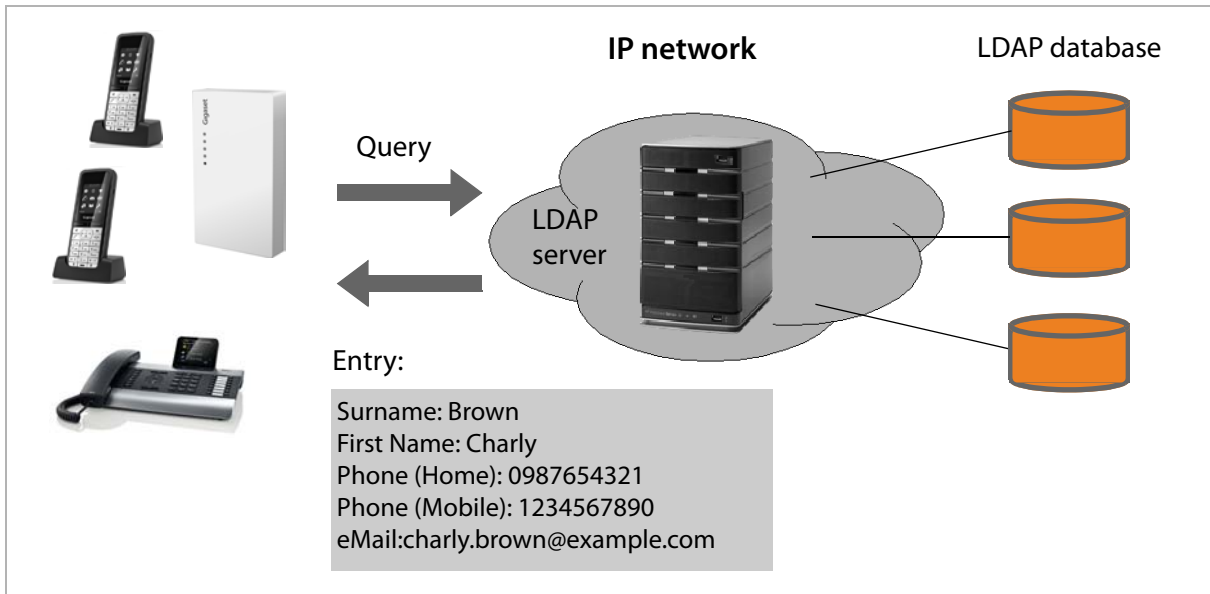 IP network
LDAP database
Gigaset
Query
LDAP
server
Entry:
Surname: Brown
First Name: Charly
Phone (Home): 0987654321
Phone (Mobile): 1234567890
eMail:charly.brown@example.com